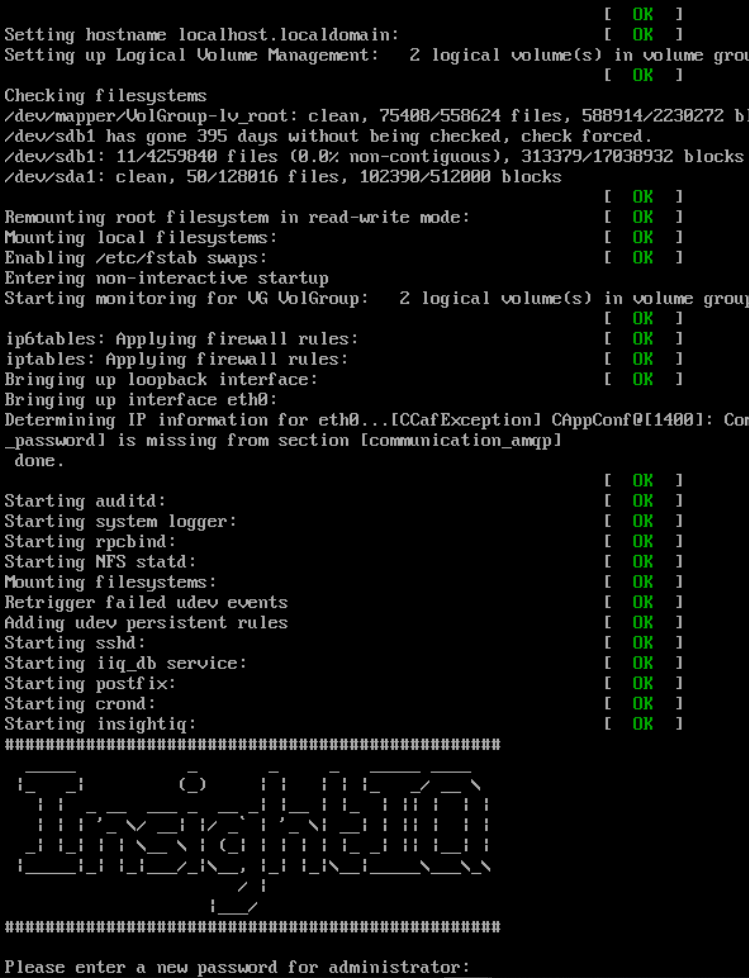 [  OK  ]
Setting hostname localhost.localdomain: [  OK  ]
Setting up Logical Volume Management:   2 logical volume(s) in volume grou
[  OK  ]
Checking filesystems
/dev/mapper/VolGroup-lv_root: clean, 75408/558624 files, 588914/2230272 bl
/dev/sdb1 has gone 395 days without being checked, check forced.
/dev/sdb1: 11/4259840 files (0.0% non-contiguous), 313379/17038932 blocks
/dev/sda1: clean, 50/128016 files, 102390/512000 blocks
[  OK  ]
Remounting root filesystem in read-write mode: [  OK  ]
Mounting local filesystems: [  OK  ]
Enabling /etc/fstab swaps: [  OK  ]
Entering non-interactive startup
Starting monitoring for VG VolGroup:   2 logical volume(s) in volume group
[  OK  ]
ip6tables: Applying firewall rules: [  OK  ]
iptables: Applying firewall rules: [  OK  ]
Bringing up loopback interface: [  OK  ]
Bringing up interface eth0:
Determining IP information for eth0...[CCafException] CAppConf@[1400]: Com
_password] is missing from section [communication_amqp]
done.
[  OK  ]
Starting auditd: [  OK  ]
Starting system logger: [  OK  ]
Starting rpcbind: [  OK  ]
Starting NFS statd: [  OK  ]
Mounting filesystems: [  OK  ]
Retrigger failed udev events [  OK  ]
Adding udev persistent rules [  OK  ]
Starting sshd: [  OK  ]
Starting iiq_db service: [  OK  ]
Starting postfix: [  OK  ]
Starting crond: [  OK  ]
Starting insightiq: [  OK  ]
#################################################
InsightIQ
#################################################
Please enter a new password for administrator: